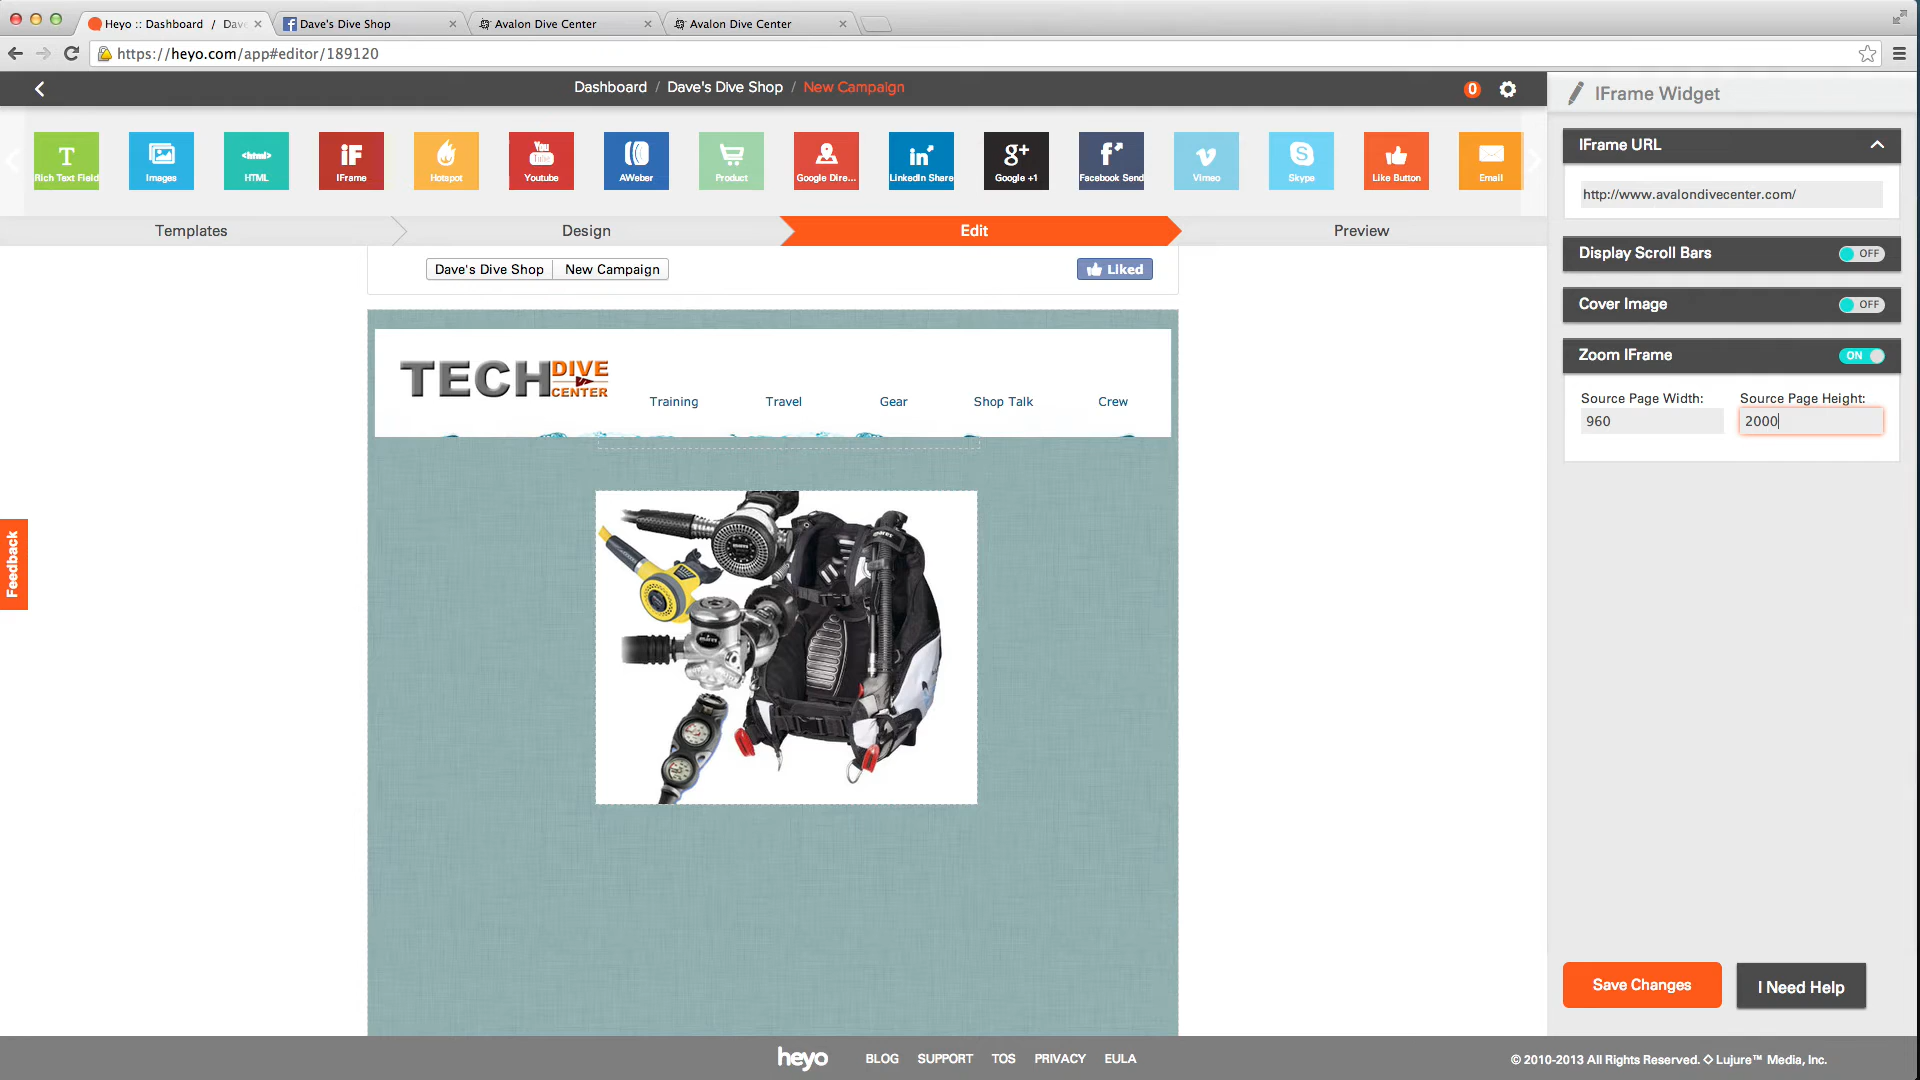 Heyo :: Dashboard / Dave
Dave's Dive Shop
Avalon Dive Center
Avalon Dive Center
https://heyo.com/app#editor/189120
Dashboard / Dave's Dive Shop / New Campaign
0
IFrame Widget
T
Rich Text Field
Images
<html>
HTML
iF
IFrame
Hotspot
You
Tube
Youtube
AWeber
Product
Google Dire...
in
LinkedIn Share
g+
Google +1
f
Facebook Send
Vimeo
Skype
Like Button
Email
IFrame URL
http://www.avalondivecenter.com/
Templates
Design
Edit
Preview
Display Scroll Bars
OFF
Dave's Dive Shop
New Campaign
Liked
Cover Image
OFF
Zoom IFrame
ON
Source Page Width:
Source Page Height:
960
2000
TECH DIVE
CENTER
Training
Travel
Gear
Shop Talk
Crew
Feedback
Save Changes
I Need Help
heyo
BLOG
SUPPORT
TOS
PRIVACY
EULA
© 2010-2013 All Rights Reserved. ◇ Lujure™ Media, Inc.